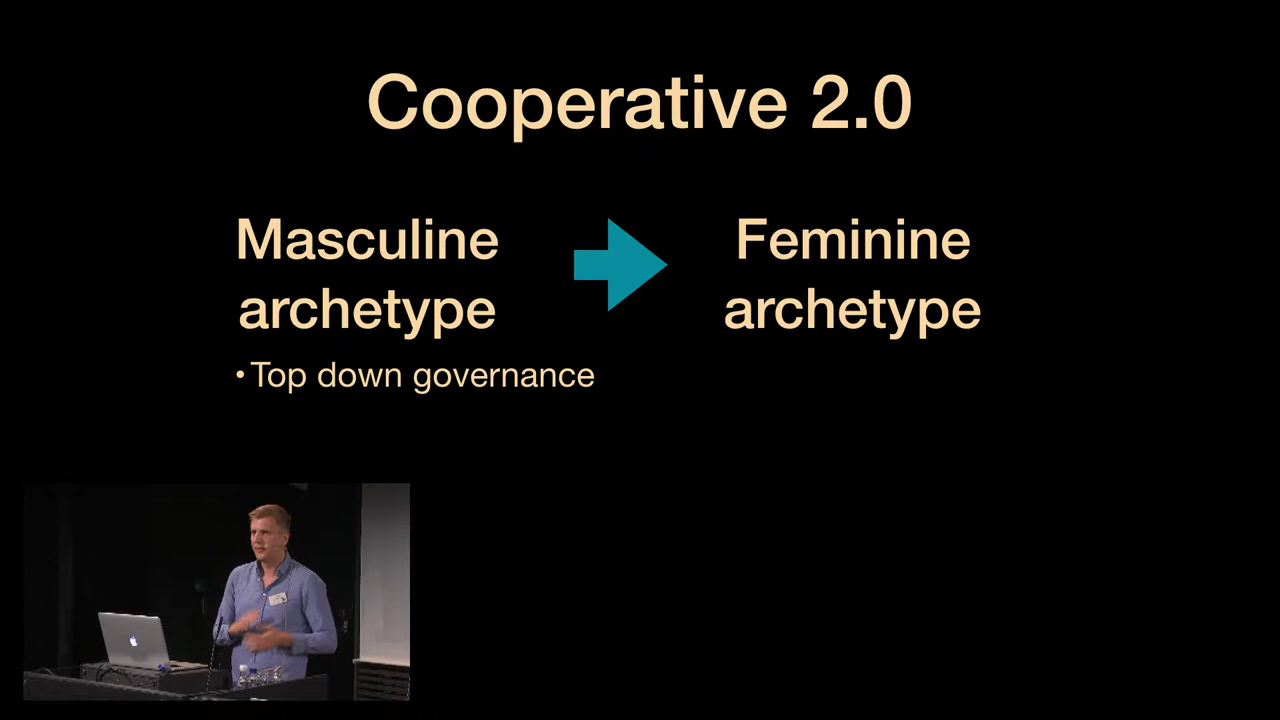 Cooperative 2.0
Masculine
archetype
Feminine
archetype
• Top down governance